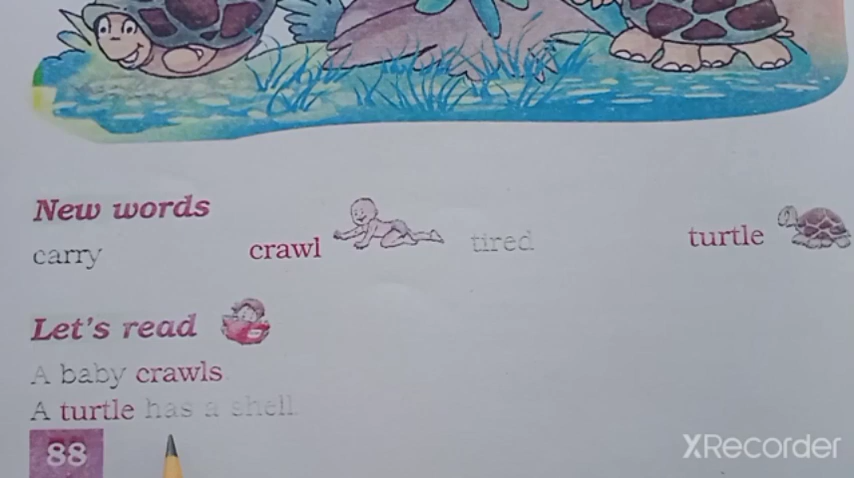 New words
carry crawl tired turtle
Let's read
A baby crawls.
A turtle has a shell.
88
XRecorder